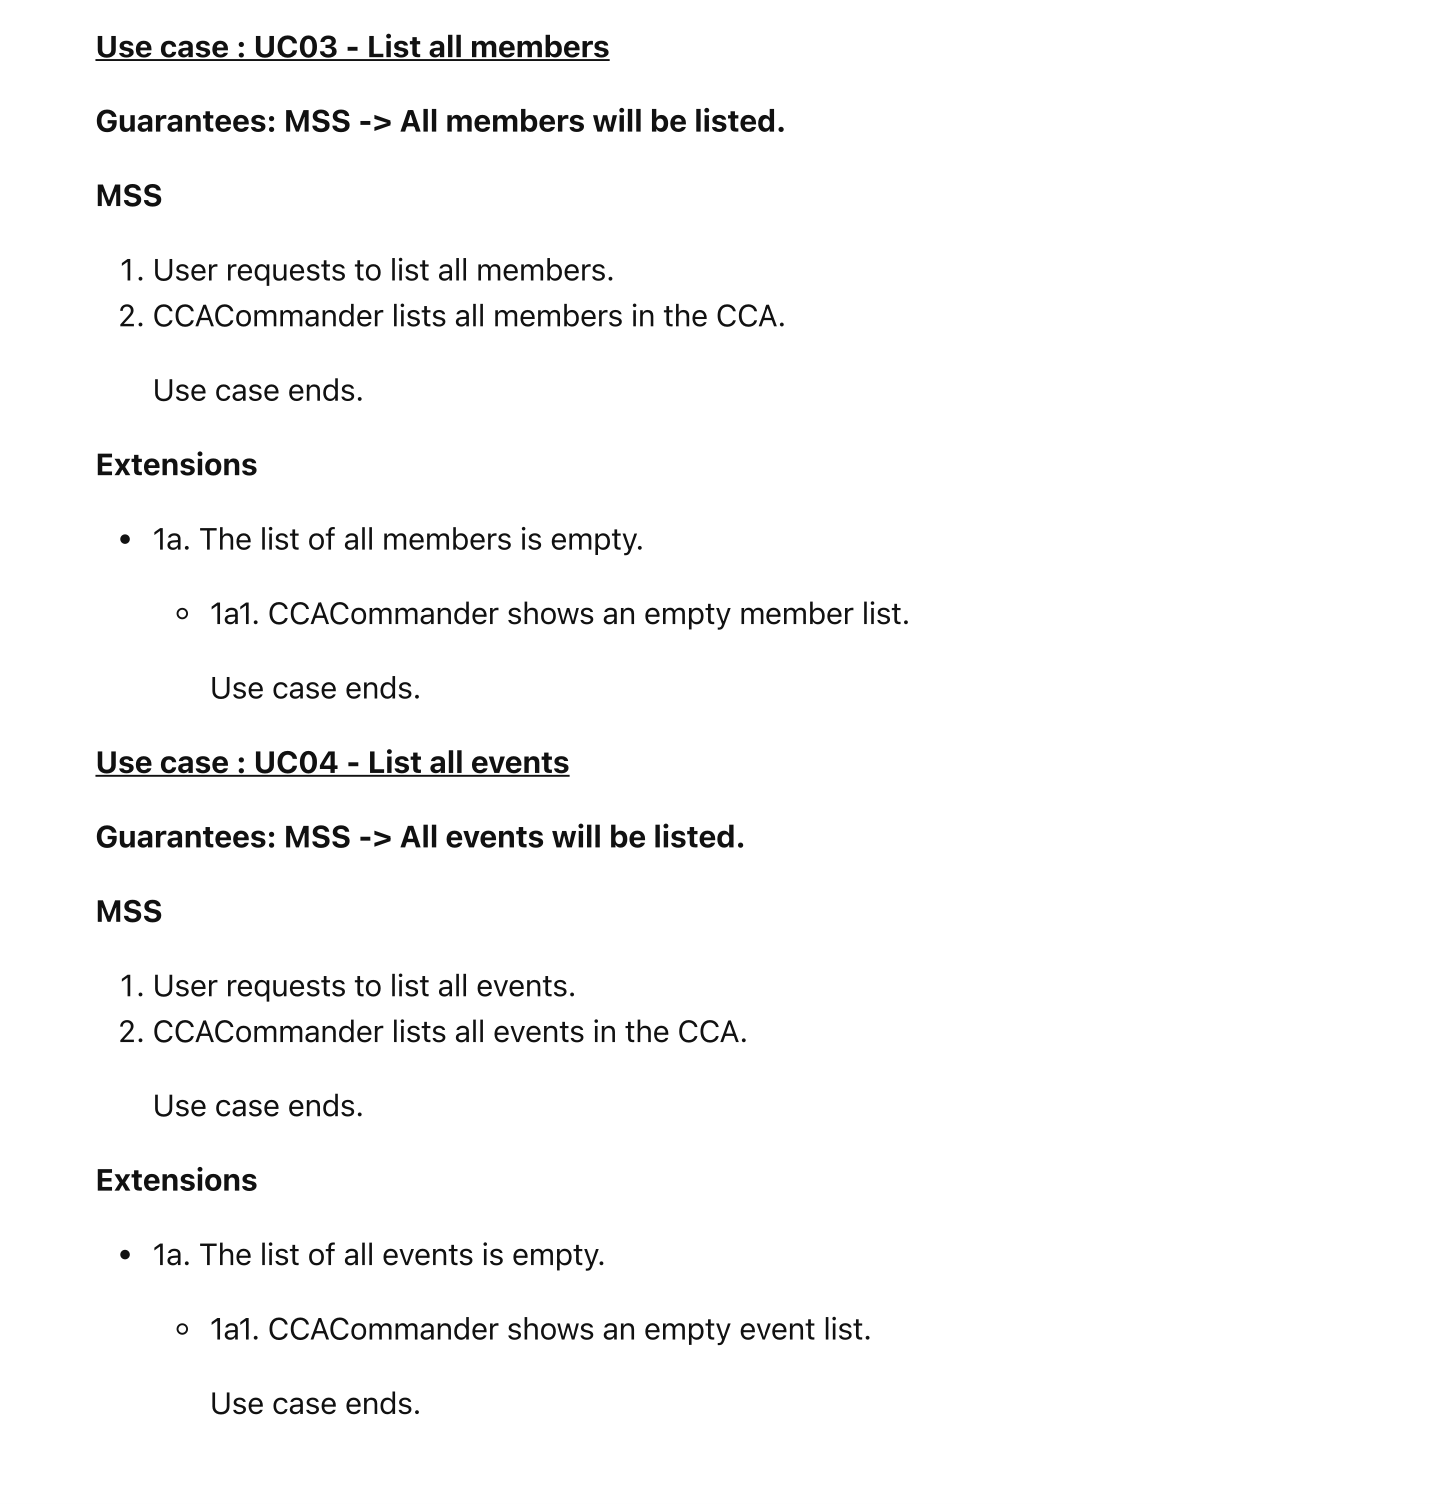 Use case : UC03 - List all members
Guarantees: MSS -> All members will be listed.
MSS
1. User requests to list all members.
2. CCACommander lists all members in the CCA.
Use case ends.
Extensions
• 1a. The list of all members is empty.
◦ 1a1. CCACommander shows an empty member list.
Use case ends.
Use case : UC04 - List all events
Guarantees: MSS -> All events will be listed.
MSS
1. User requests to list all events.
2. CCACommander lists all events in the CCA.
Use case ends.
Extensions
• 1a. The list of all events is empty.
◦ 1a1. CCACommander shows an empty event list.
Use case ends.